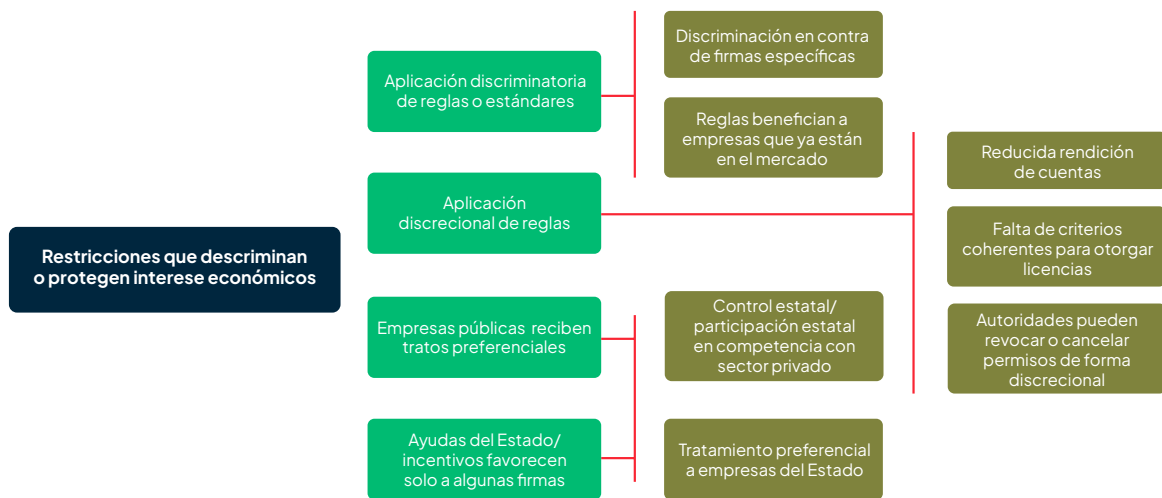 Restricciones que descriminan
o protegen interese económicos
Aplicación discriminatoria
de reglas o estándares
Discriminación en contra
de firmas específicas
Reglas benefician a
empresas que ya están
en el mercado
Aplicación
discrecional de reglas
Reducida rendición
de cuentas
Falta de criterios
coherentes para otorgar
licencias
Autoridades pueden
revocar o cancelar
permisos de forma
discrecional
Empresas públicas reciben
tratos preferenciales
Control estatal/
participación estatal
en competencia con
sector privado
Ayudas del Estado/
incentivos favorecen
solo a algunas firmas
Tratamiento preferencial
a empresas del Estado